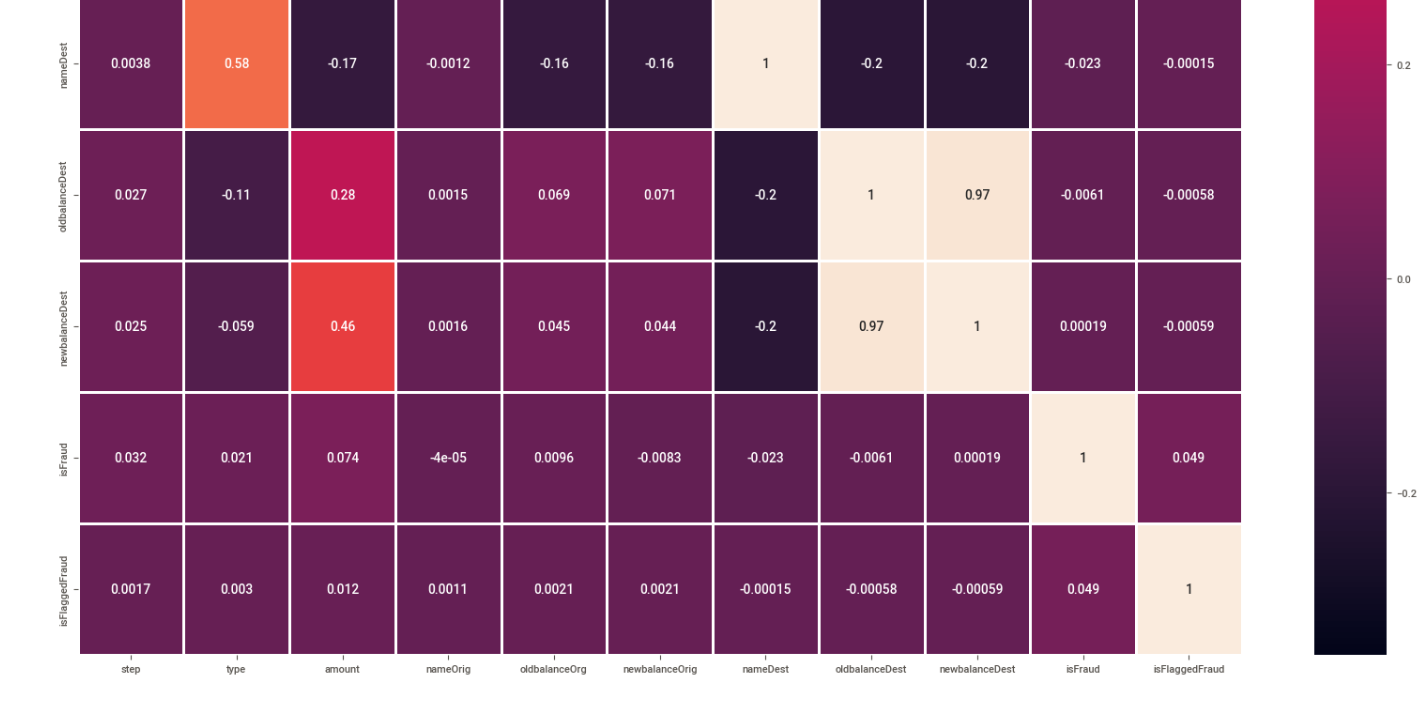 nameDest 0.0038 0.58 -0.17 -0.0012 -0.16 -0.16 1 -0.2 -0.2 -0.023 -0.00015 0.2
oldbalanceDest 0.027 -0.11 0.28 0.0015 0.069 0.071 -0.2 1 0.97 -0.0061 -0.00058
0.0
newbalanceDest 0.025 -0.059 0.46 0.0016 0.045 0.044 -0.2 0.97 1 0.00019 -0.00059
isFraud 0.032 0.021 0.074 -4e-05 0.0096 -0.0083 -0.023 -0.0061 0.00019 1 0.049
-0.2
isFlaggedFraud 0.0017 0.003 0.012 0.0011 0.0021 0.0021 -0.00015 -0.00058 -0.00059 0.049 1
step type amount nameOrig oldbalanceOrg newbalanceOrig nameDest oldbalanceDest newbalanceDest isFraud isFlaggedFraud